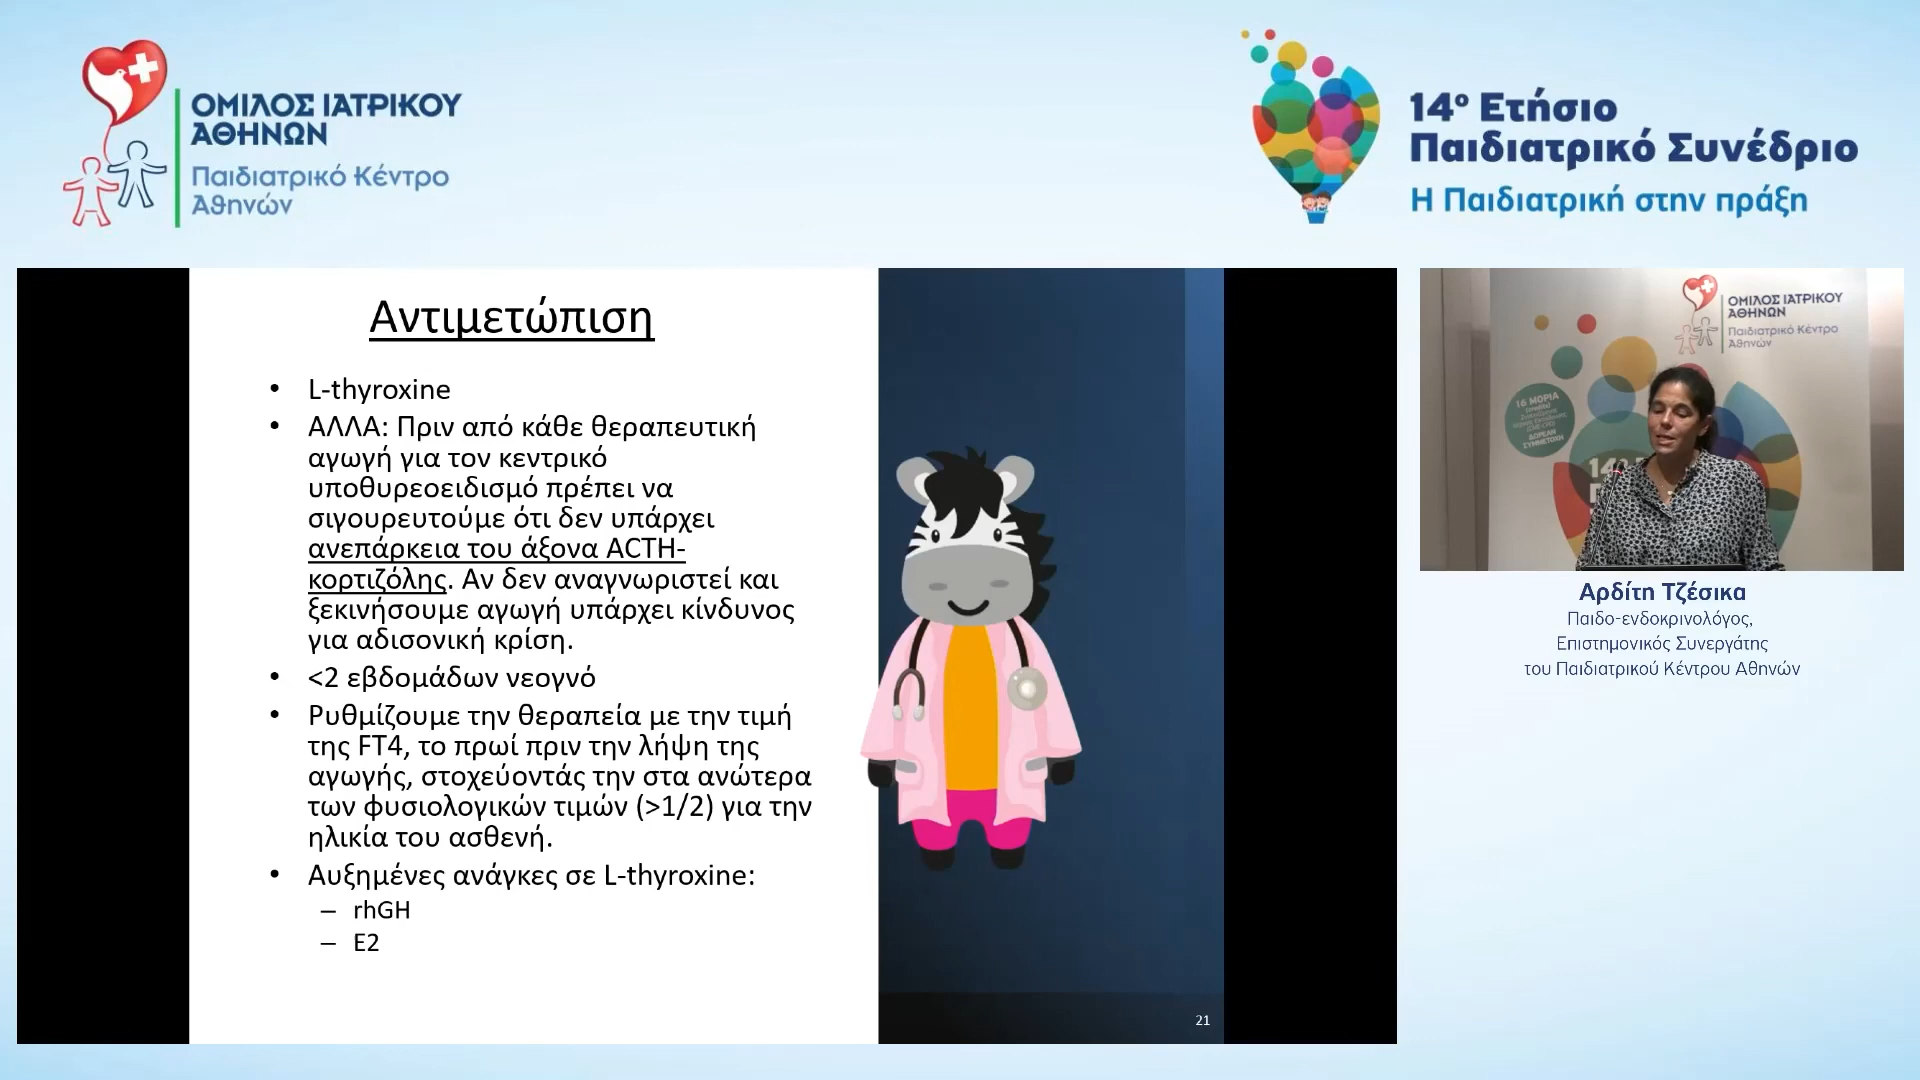 ΟΜΙΛΟΣ ΙΑΤΡΙΚΟΥ
ΑΘΗΝΩΝ
Παιδιατρικό Κέντρο
Αθηνών
14ο Ετήσιο
Παιδιατρικό Συνέδριο
Η Παιδιατρική στην πράξη
Αντιμετώπιση
• L-thyroxine
• ΑΛΛΑ: Πριν από κάθε θεραπευτική
αγωγή για τον κεντρικό
υποθυρεοειδισμό πρέπει να
σιγουρευτούμε ότι δεν υπάρχει
ανεπάρκεια του άξονα ACTH-
κορτιζόλης. Αν δεν αναγνωριστεί και
ξεκινήσουμε αγωγή υπάρχει κίνδυνος
για αδισονική κρίση.
• <2 εβδομάδων νεογνό
• Ρυθμίζουμε την θεραπεία με την τιμή
της FT4, το πρωί πριν την λήψη της
αγωγής, στοχεύοντάς την στα ανώτερα
των φυσιολογικών τιμών (>1/2) για την
ηλικία του ασθενή.
• Αυξημένες ανάγκες σε L-thyroxine:
– rhGH
– E2
21
ΟΜΙΛΟΣ ΙΑΤΡΙΚΟΥ
ΑΘΗΝΩΝ
Παιδιατρικό Κέντρο
Αθηνών
16 ΜΟΡΙΑ
ΔΩΡΕΑΝ
ΣΥΜΜΕΤΟΧΗ
14
Αρδίτη Τζέσικα
Παιδο-ενδοκρινολόγος,
Επιστημονικός Συνεργάτης
του Παιδιατρικού Κέντρου Αθηνών